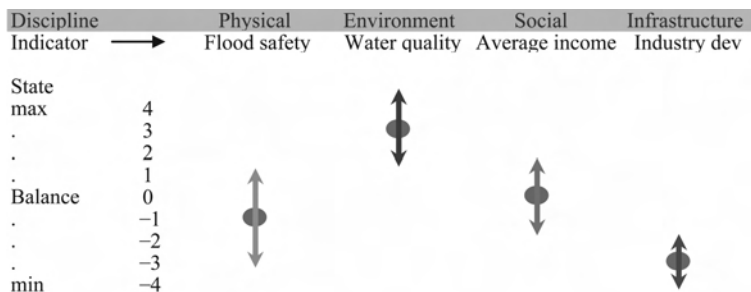 Discipline Physical Environment Social Infrastructure
Indicator Flood safety Water quality Average income Industry dev
State
max 4
. 3
. 2
. 1
Balance 0
. −1
. −2
. −3
min −4